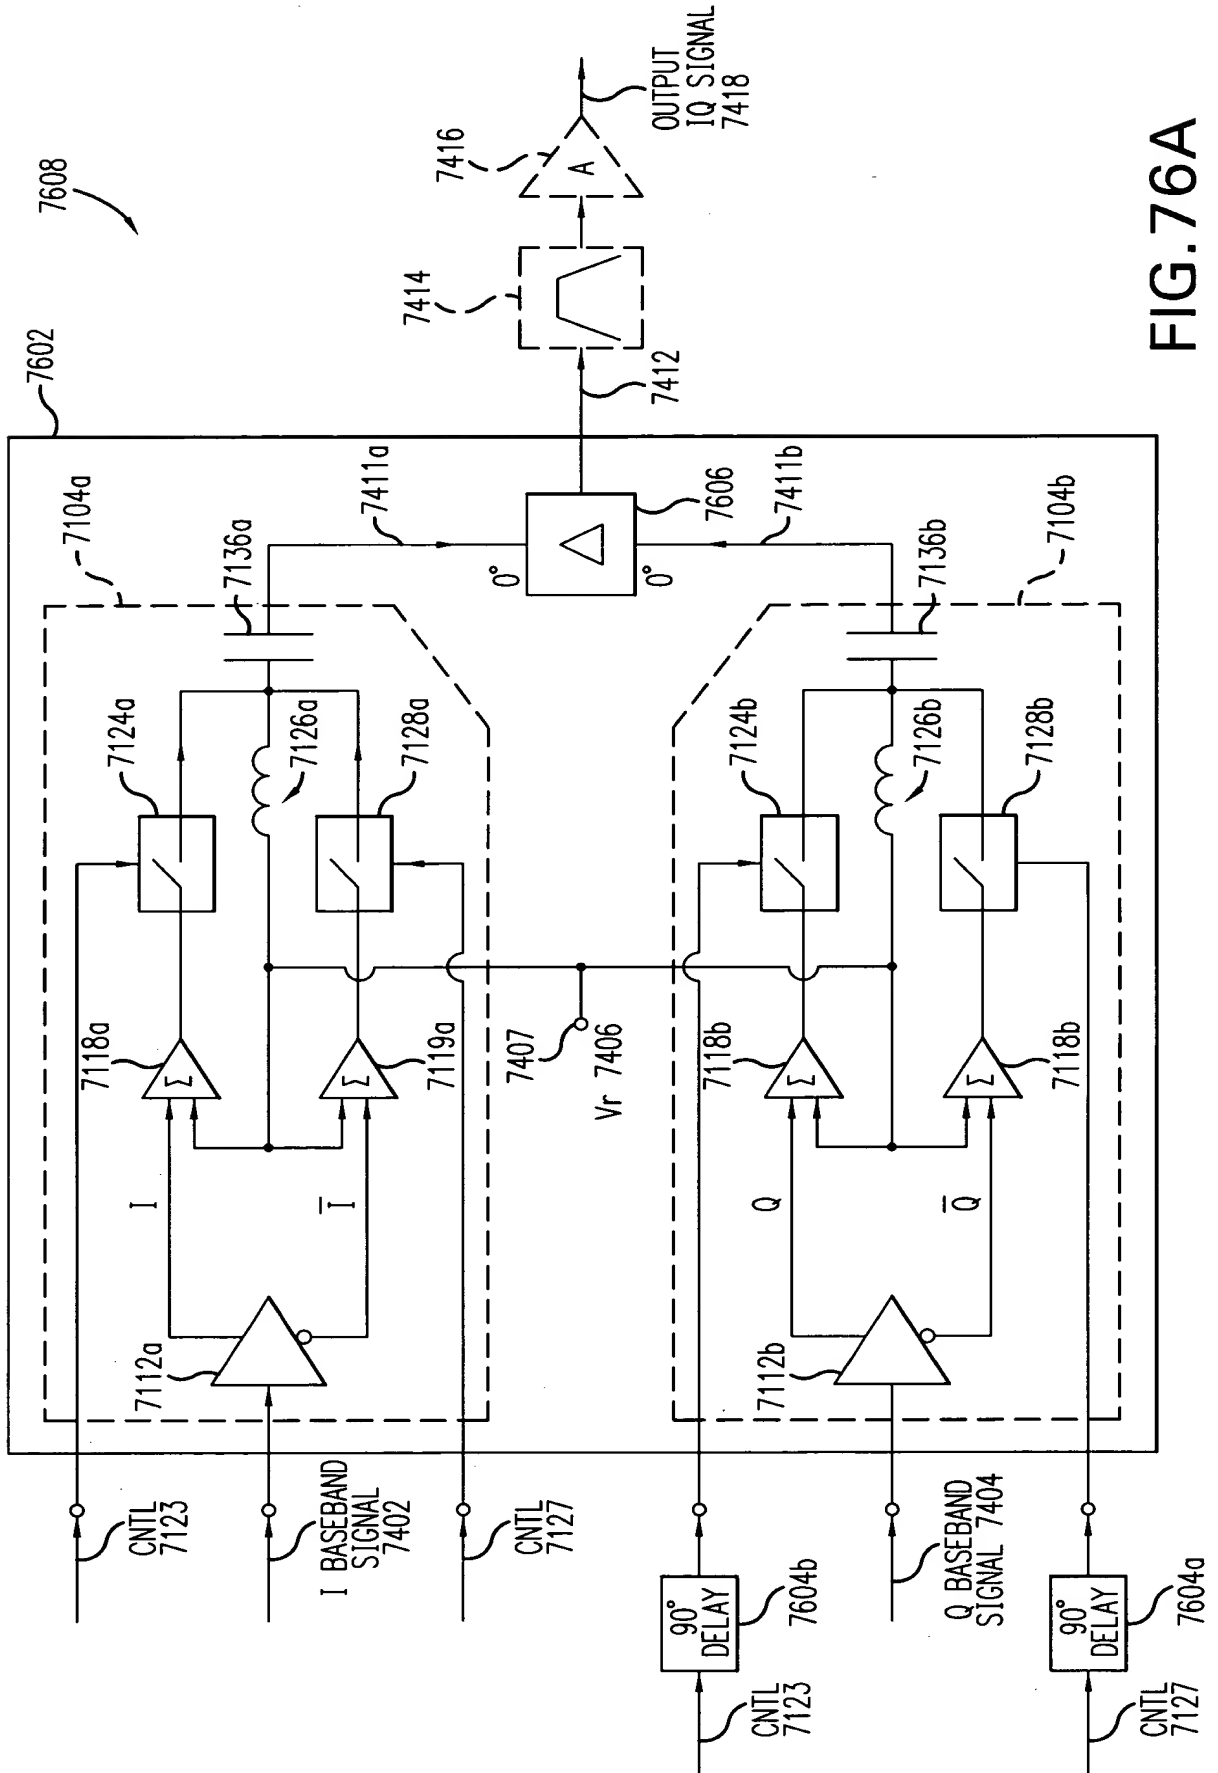 7608
7602
7104a
7136a
7124a
7126a
7128a
7118a
Σ
7119a
Σ
I
I̅
7112a
CNTL
7123
I BASEBAND
SIGNAL
7402
CNTL
7127
7411a
0°
0°
7606
7411b
7412
7414
7416
A
OUTPUT
IQ SIGNAL
7418
7407
Vr 7406
7104b
7136b
7124b
7126b
7128b
7118b
Σ
7118b
Σ
Q
Q̅
7112b
90°
DELAY
7604b
CNTL
7123
Q BASEBAND
SIGNAL 7404
90°
DELAY
7604a
CNTL
7127
FIG.76A